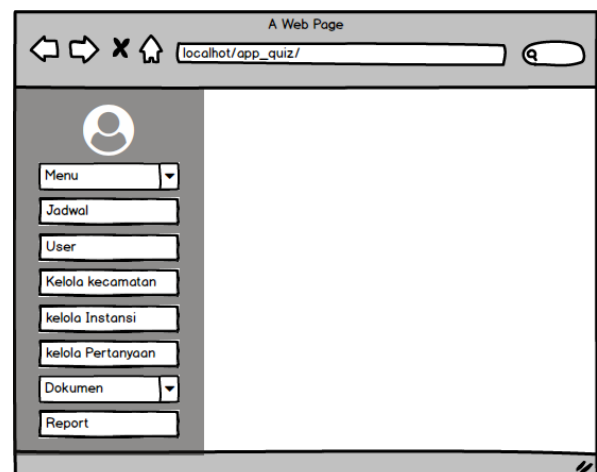 A Web Page
localhot/app_quiz/
Menu
Jadwal
User
Kelola kecamatan
kelola Instansi
kelola Pertanyaan
Dokumen
Report